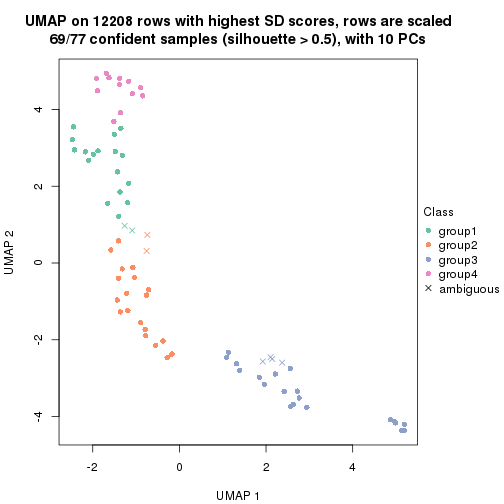 UMAP on 12208 rows with highest SD scores, rows are scaled
69/77 confident samples (silhouette > 0.5), with 10 PCs
UMAP 2
4
2
0
-2
-4
-2
0
2
4
UMAP 1
Class
group1
group2
group3
group4
ambiguous